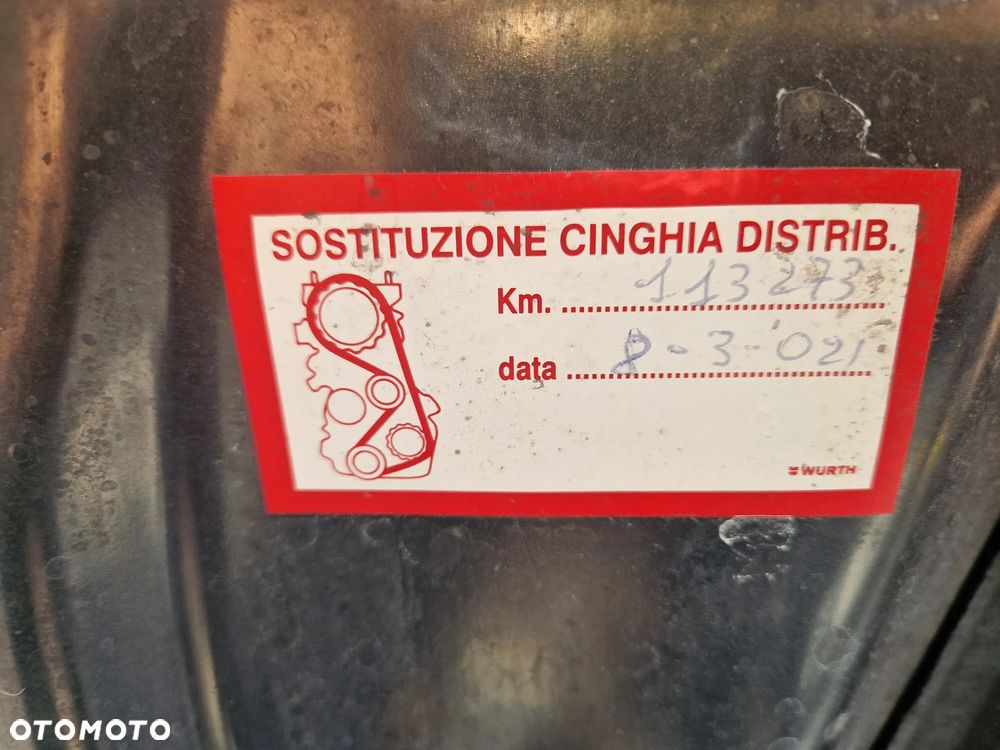 SOSTITUZIONE CINGHIA DISTRIB.
Km. 113273
data 8-3-021
WURTH
OTOMOTO